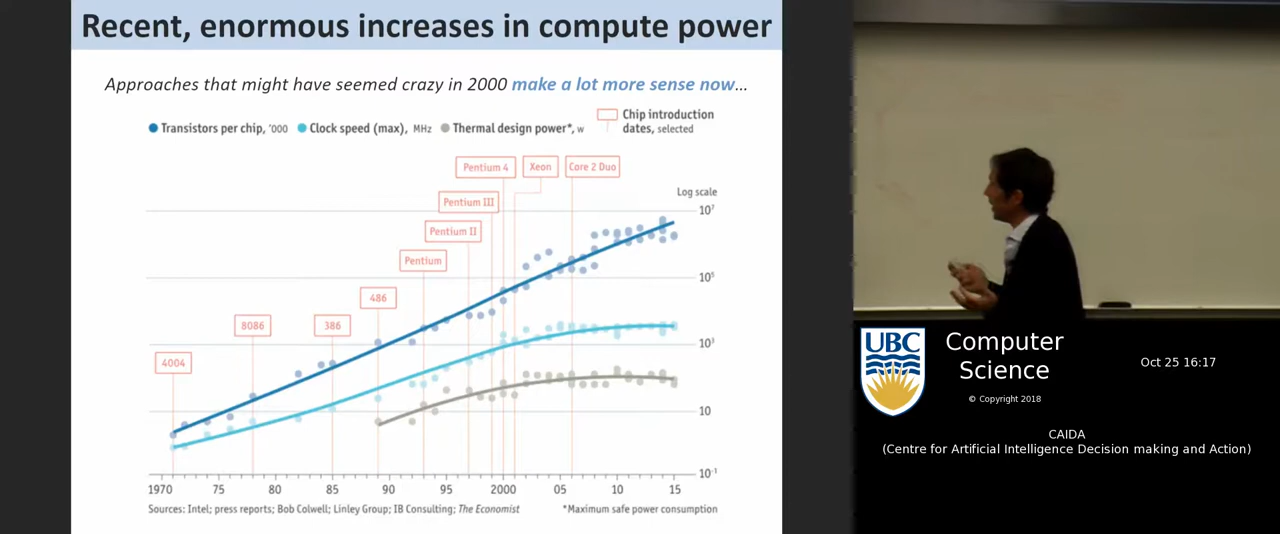 Recent, enormous increases in compute power
Approaches that might have seemed crazy in 2000 make a lot more sense now…
Transistors per chip, '000
Clock speed (max), MHz
Thermal design power*, w
Chip introduction
dates, selected
Pentium 4
Xeon
Core 2 Duo
Log scale
Pentium III
10⁷
Pentium II
Pentium
10⁵
486
8086
386
10³
4004
10
10⁻¹
1970 75 80 85 90 95 2000 05 10 15
Sources: Intel; press reports; Bob Colwell; Linley Group; IB Consulting; The Economist
*Maximum safe power consumption
UBC
Computer
Science
Oct 25 16:17
© Copyright 2018
CAIDA
(Centre for Artificial Intelligence Decision making and Action)